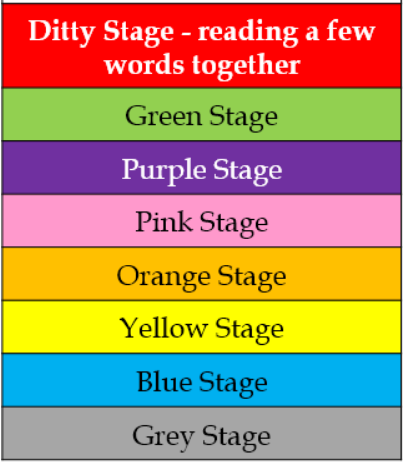 Ditty Stage - reading a few
words together
Green Stage
Purple Stage
Pink Stage
Orange Stage
Yellow Stage
Blue Stage
Grey Stage